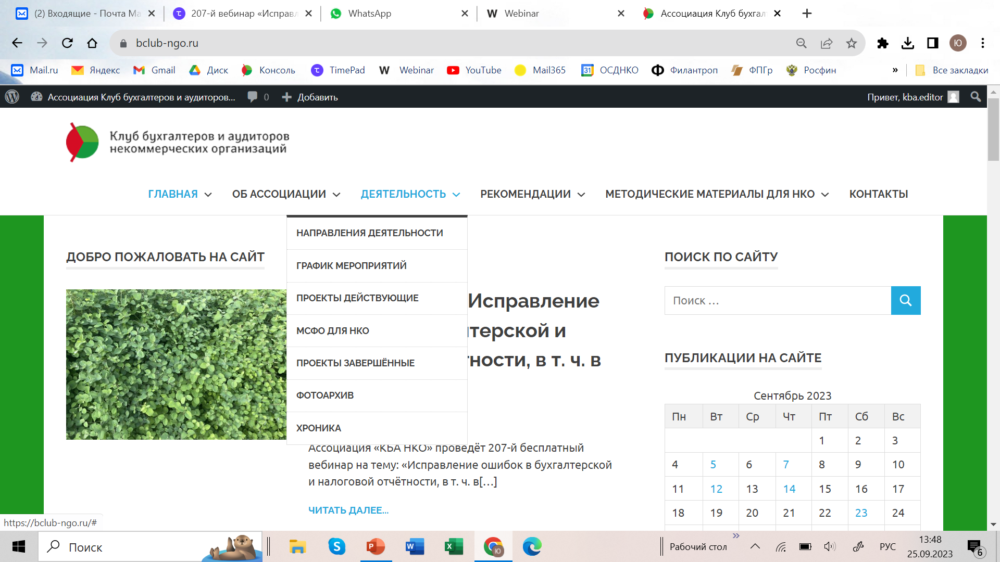 (2) Входящие - Почта Ма
207-й вебинар «Исправл
WhatsApp
W Webinar
Ассоциация Клуб бухгал
bclub-ngo.ru
Ю
Mail.ru
Яндекс
Gmail
Диск
Консоль
TimePad
W Webinar
YouTube
Mail365
31 ОСДНКО
Филантроп
ФПГр
Росфин
»
Все закладки
Ассоциация Клуб бухгалтеров и аудиторов...
0
Добавить
Привет, kba.editor
Клуб бухгалтеров и аудиторов
некоммерческих организаций
ГЛАВНАЯ
ОБ АССОЦИАЦИИ
ДЕЯТЕЛЬНОСТЬ
РЕКОМЕНДАЦИИ
МЕТОДИЧЕСКИЕ МАТЕРИАЛЫ ДЛЯ НКО
КОНТАКТЫ
НАПРАВЛЕНИЯ ДЕЯТЕЛЬНОСТИ
ГРАФИК МЕРОПРИЯТИЙ
ПРОЕКТЫ ДЕЙСТВУЮЩИЕ
МСФО ДЛЯ НКО
ПРОЕКТЫ ЗАВЕРШЁННЫЕ
ФОТОАРХИВ
ХРОНИКА
ДОБРО ПОЖАЛОВАТЬ НА САЙТ
Исправление
терской и
ности, в т. ч. в
Ассоциация «КБА НКО» проведёт 207-й бесплатный
вебинар на тему: «Исправление ошибок в бухгалтерской
и налоговой отчётности, в т. ч. в[…]
ЧИТАТЬ ДАЛЕЕ...
ПОИСК ПО САЙТУ
Поиск …
ПУБЛИКАЦИИ НА САЙТЕ
Сентябрь 2023
Пн Вт Ср Чт Пт Сб Вс
1 2 3
4 5 6 7 8 9 10
11 12 13 14 15 16 17
18 19 20 21 22 23 24
https://bclub-ngo.ru/#
Поиск
Рабочий стол
»
РУС
13:48
25.09.2023
6